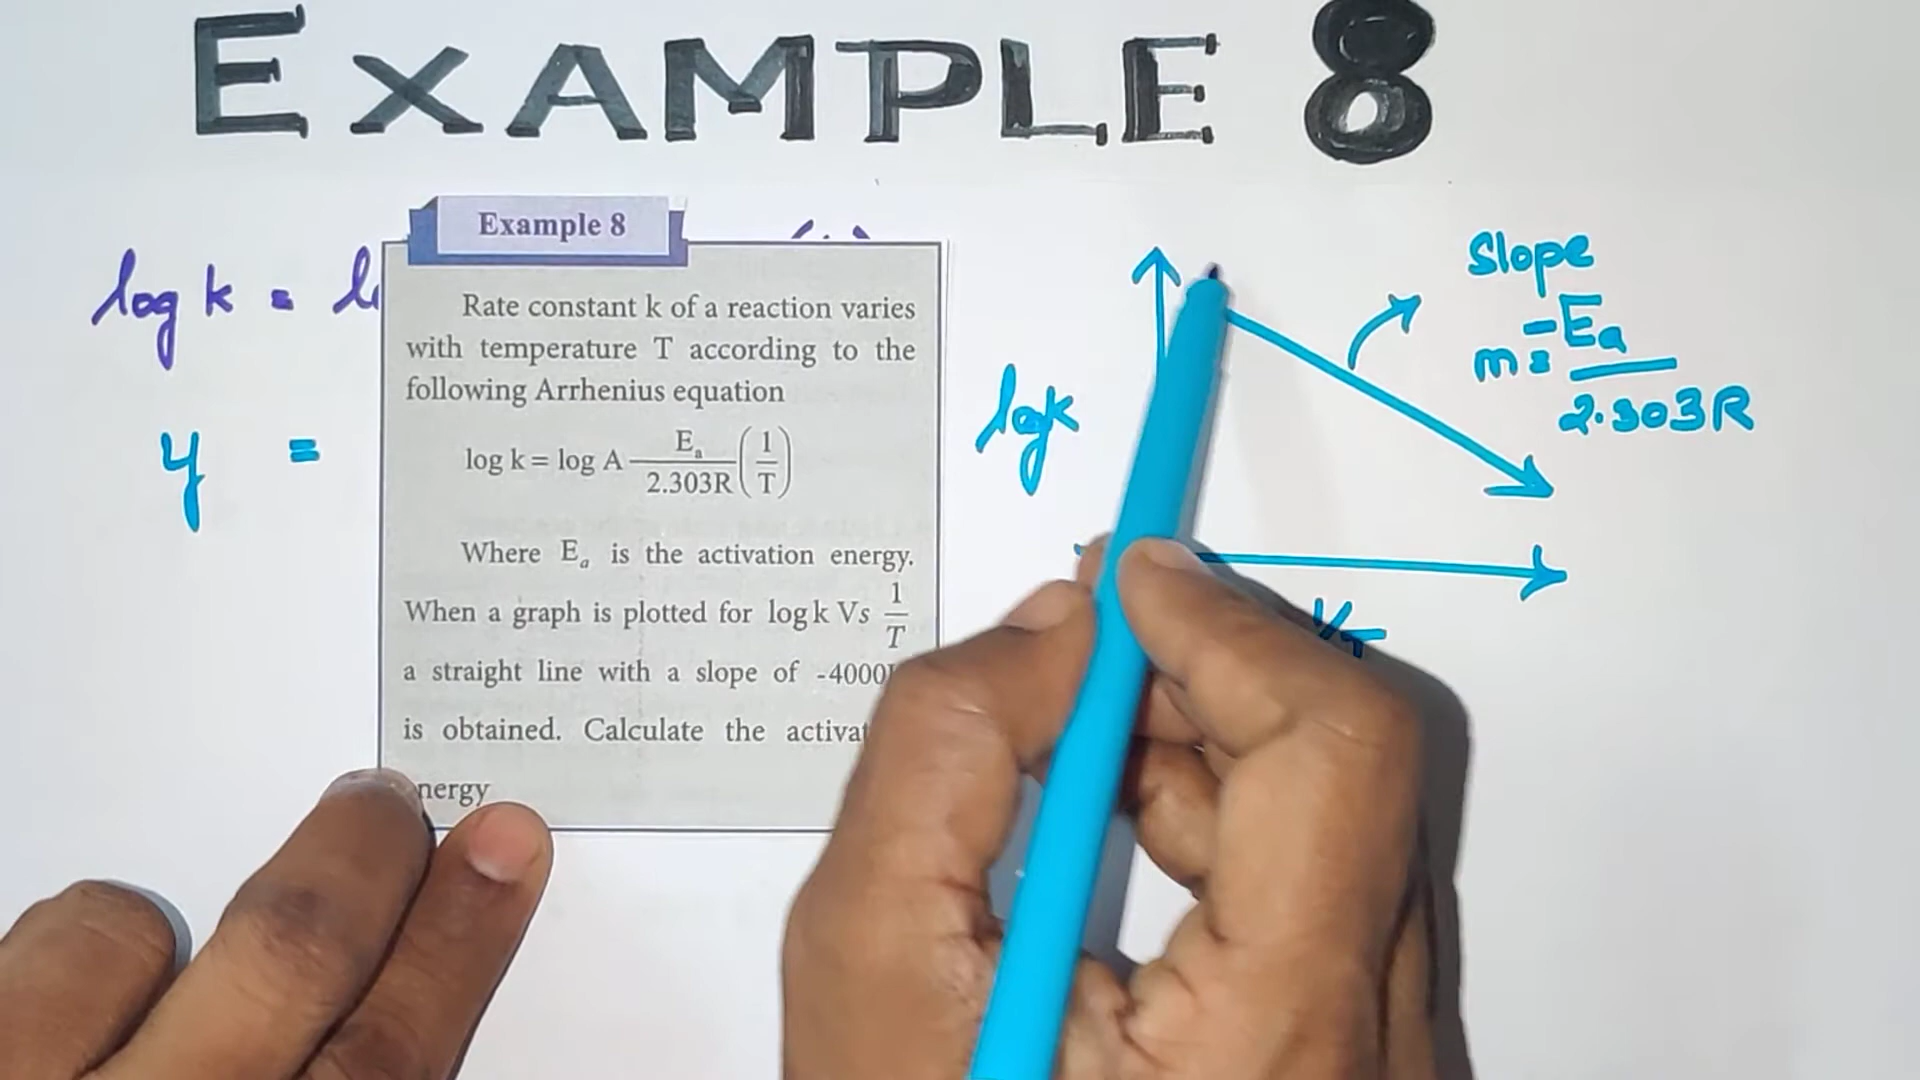 EXAMPLE 8
log k =
y =
Example 8
Rate constant k of a reaction varies
with temperature T according to the
following Arrhenius equation
log k = log A - Ea/2.303R (1/T)
Where Ea is the activation energy.
When a graph is plotted for log k Vs 1/T
a straight line with a slope of -4000
is obtained. Calculate the
nergy
log k
1/T
Slope
m = -Ea/2.303R